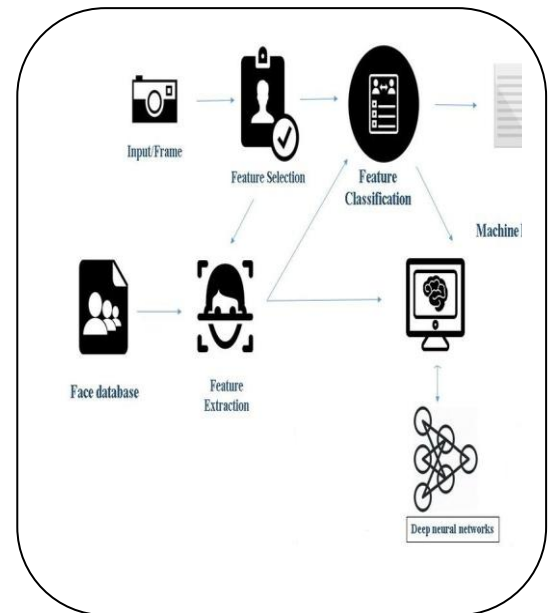 Input/Frame
Feature Selection
Feature
Classification
Machine
Face database
Feature
Extraction
Deep neural networks